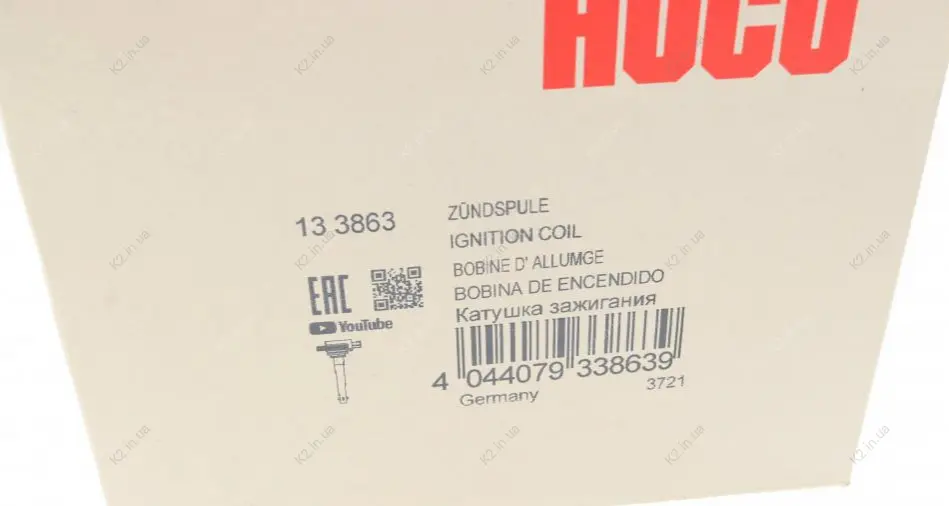 HUCO
13 3863
ZÜNDSPULE
IGNITION COIL
BOBINE D' ALLUMGE
BOBINA DE ENCENDIDO
Катушка зажигания
EAC
YouTube
4 044079 338639
Germany
3721
K2.in.ua